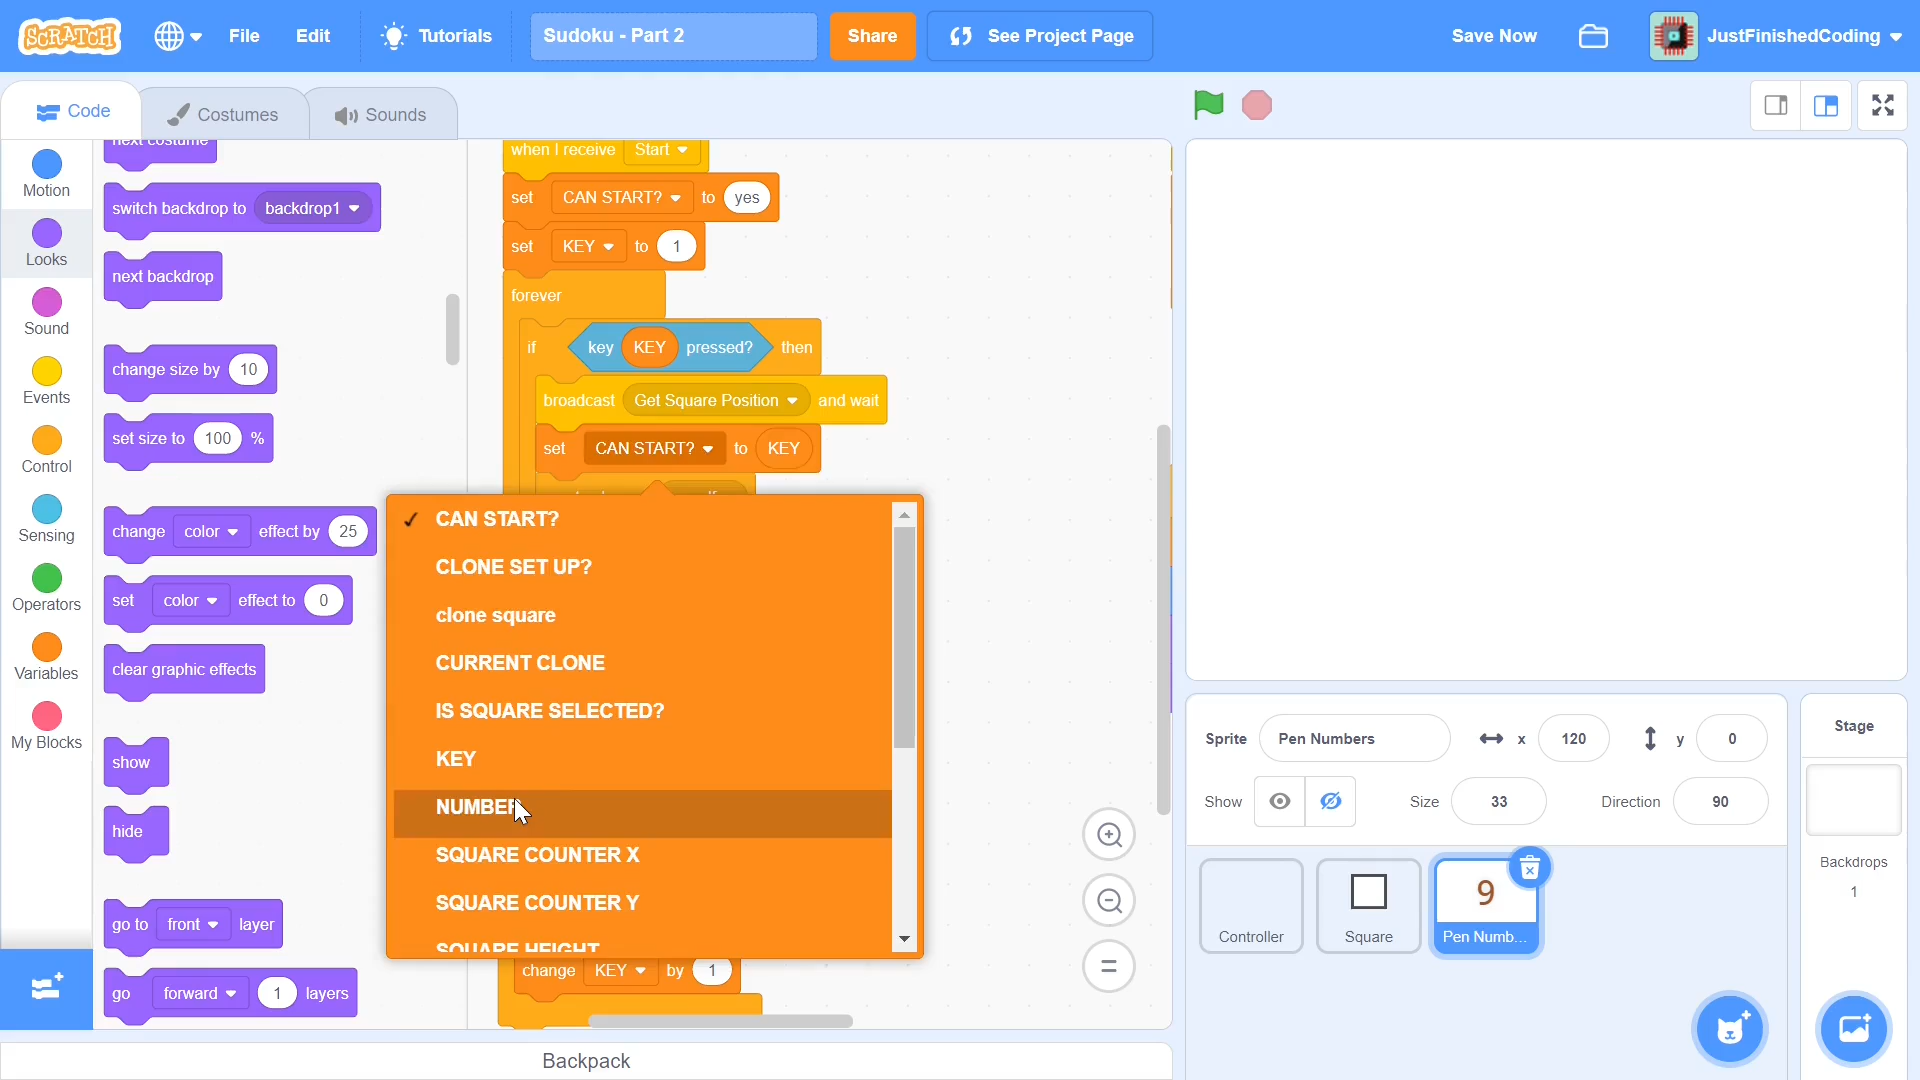 SCRATCH
File
Edit
Tutorials
Sudoku - Part 2
Share
See Project Page
Save Now
JustFinishedCoding
Code
Costumes
Sounds
Motion
Looks
Sound
Events
Control
Sensing
Operators
Variables
My Blocks
next costume
switch backdrop to backdrop1
next backdrop
change size by 10
set size to 100 %
change color effect by 25
set color effect to 0
clear graphic effects
show
hide
go to front layer
go forward 1 layers
when I receive Start
set CAN START? to yes
set KEY to 1
forever
if key KEY pressed? then
broadcast Get Square Position and wait
set CAN START? to KEY
✓ CAN START?
CLONE SET UP?
clone square
CURRENT CLONE
IS SQUARE SELECTED?
KEY
NUMBER
SQUARE COUNTER X
SQUARE COUNTER Y
SQUARE HEIGHT
change KEY by 1
Backpack
Sprite Pen Numbers
x 120
y 0
Show
Size 33
Direction 90
Controller
Square
9
Pen Numb...
Stage
Backdrops
1